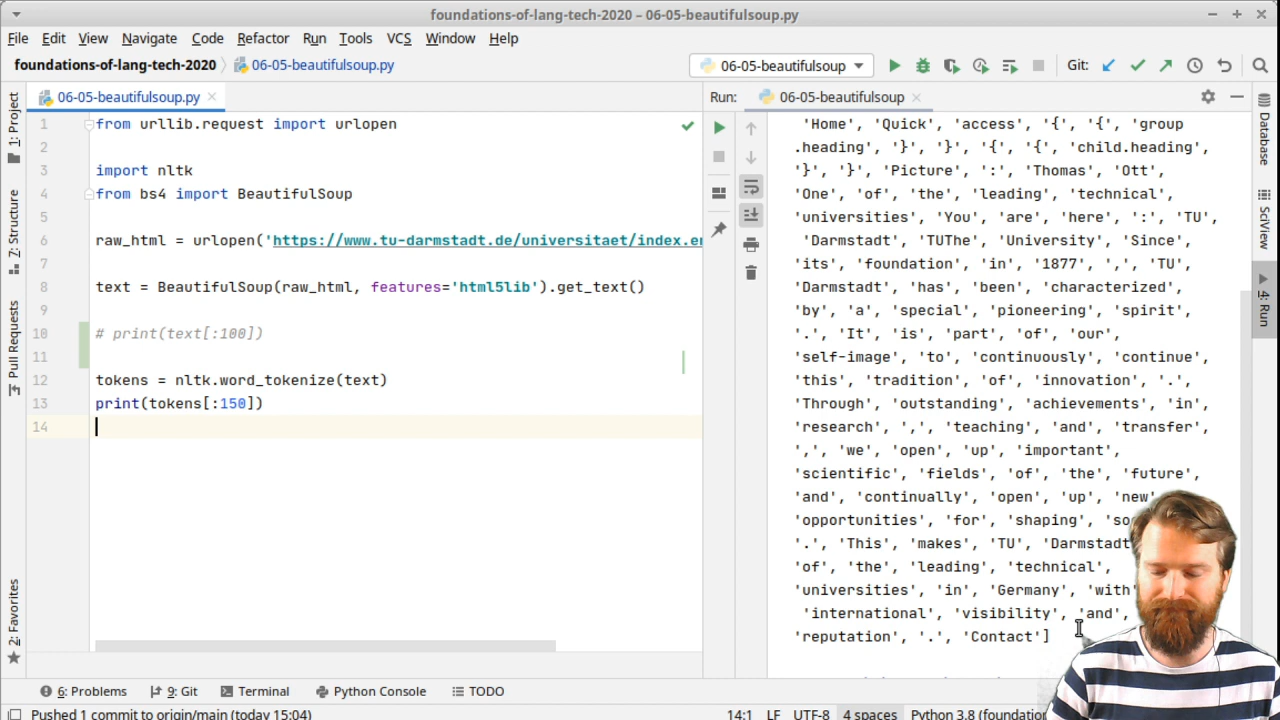 foundations-of-lang-tech-2020 – 06-05-beautifulsoup.py
File Edit View Navigate Code Refactor Run Tools VCS Window Help
foundations-of-lang-tech-2020 06-05-beautifulsoup.py 06-05-beautifulsoup Git:
06-05-beautifulsoup.py
Run: 06-05-beautifulsoup
1: Project
7: Structure
Pull Requests
2: Favorites
1 from urllib.request import urlopen
2
3 import nltk
4 from bs4 import BeautifulSoup
5
6 raw_html = urlopen('https://www.tu-darmstadt.de/universitaet/index.en
7
8 text = BeautifulSoup(raw_html, features='html5lib').get_text()
9
10 # print(text[:100])
11
12 tokens = nltk.word_tokenize(text)
13 print(tokens[:150])
14
'Home', 'Quick', 'access', '{', '{', 'group
.heading', '}', '}', '{', '{', 'child.heading',
'}', '}', 'Picture', ':', 'Thomas', 'Ott',
'One', 'of', 'the', 'leading', 'technical',
'universities', 'You', 'are', 'here', ':', 'TU',
'Darmstadt', 'TUThe', 'University', 'Since',
'its', 'foundation', 'in', '1877', ',', 'TU',
'Darmstadt', 'has', 'been', 'characterized',
'by', 'a', 'special', 'pioneering', 'spirit',
'.', 'It', 'is', 'part', 'of', 'our',
'self-image', 'to', 'continuously', 'continue',
'this', 'tradition', 'of', 'innovation', '.',
'Through', 'outstanding', 'achievements', 'in',
'research', ',', 'teaching', 'and', 'transfer',
',', 'we', 'open', 'up', 'important',
'scientific', 'fields', 'of', 'the', 'future',
'and', 'continually', 'open', 'up', 'new'
'opportunities', 'for', 'shaping',
'.', 'This', 'makes', 'TU', 'Darmstadt
'of', 'the', 'leading', 'technical',
'universities', 'in', 'Germany', 'with'
'international', 'visibility', 'and',
'reputation', '.', 'Contact']
Database
SciView
4: Run
6: Problems 9: Git Terminal Python Console TODO
Pushed 1 commit to origin/main (today 15:04) 14:1 LF UTF-8 4 spaces Python 3.8 (foundatio